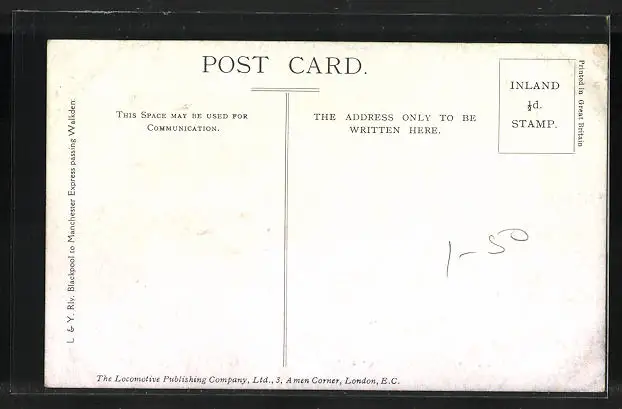 POST CARD.
THIS SPACE MAY BE USED FOR
COMMUNICATION.
THE ADDRESS ONLY TO BE
WRITTEN HERE.
INLAND
½d.
STAMP.
Printed in Great Britain
L & Y. Rly. Blackpool to Manchester Express passing Walkden.
1-50
The Locomotive Publishing Company, Ltd., 3, Amen Corner, London, E.C.